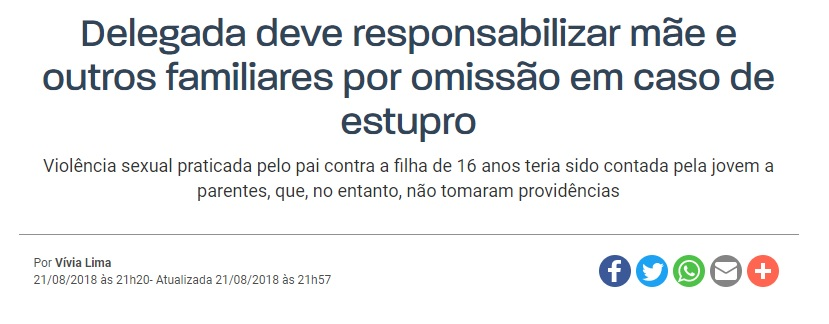 Delegada deve responsabilizar mãe e
outros familiares por omissão em caso de
estupro
Violência sexual praticada pelo pai contra a filha de 16 anos teria sido contada pela jovem a
parentes, que, no entanto, não tomaram providências
Por Vívia Lima
21/08/2018 às 21h20- Atualizada 21/08/2018 às 21h57